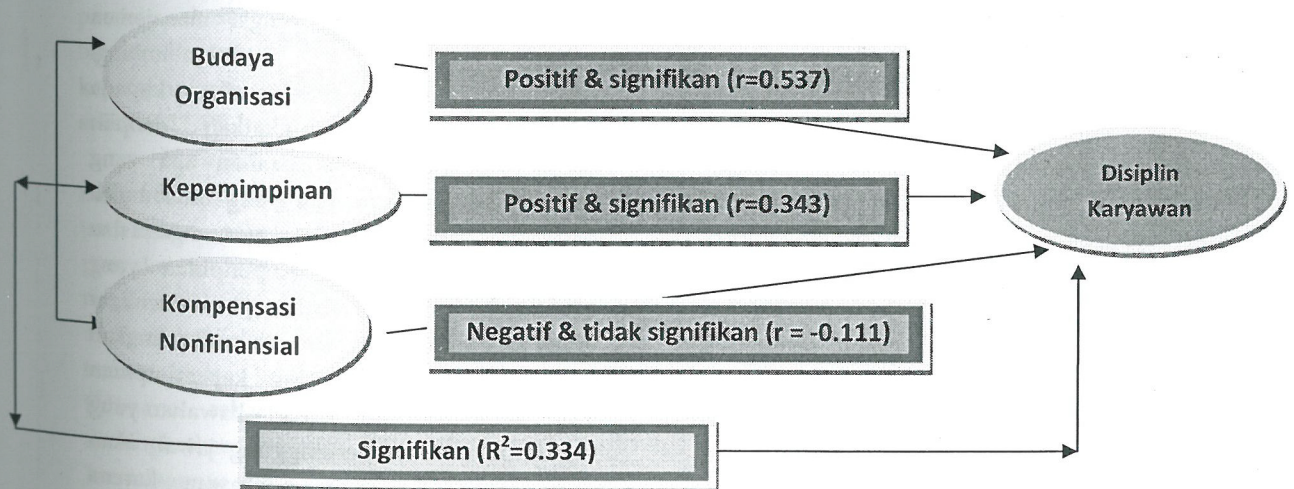 Budaya
Organisasi
Positif & signifikan (r=0.537)
Kepemimpinan
Positif & signifikan (r=0.343)
Disiplin
Karyawan
Kompensasi
Nonfinansial
Negatif & tidak signifikan (r = -0.111)
Signifikan (R²=0.334)